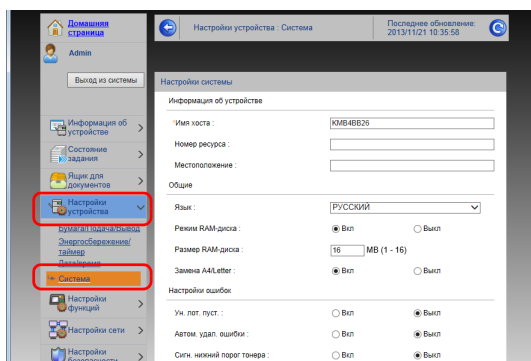 Домашняя
страница
Настройки устройства : Система
Последнее обновление:
2013/11/21 10:35:58
Admin
Выход из системы
Информация об
устройстве
Состояние
задания
Ящик для
документов
Настройки
устройства
Бумага/Подача/Вывод
Энергосбережение/
таймер
Дата/время
Система
Настройки
функций
Настройки сети
Настройки
безопасности
Настройки системы
Информация об устройстве
*Имя хоста :
KMB4BB26
Номер ресурса :
Местоположение :
Общие
Язык :
РУССКИЙ
Режим RAM-диска :
Вкл
Выкл
Размер RAM-диска :
16
MB (1 - 16)
Замена A4/Letter :
Вкл
Выкл
Настройки ошибок
Ун. лот. пуст. :
Вкл
Выкл
Автом. удал. ошибки :
Вкл
Выкл
Сигн. нижний порог тонера :
Вкл
Выкл